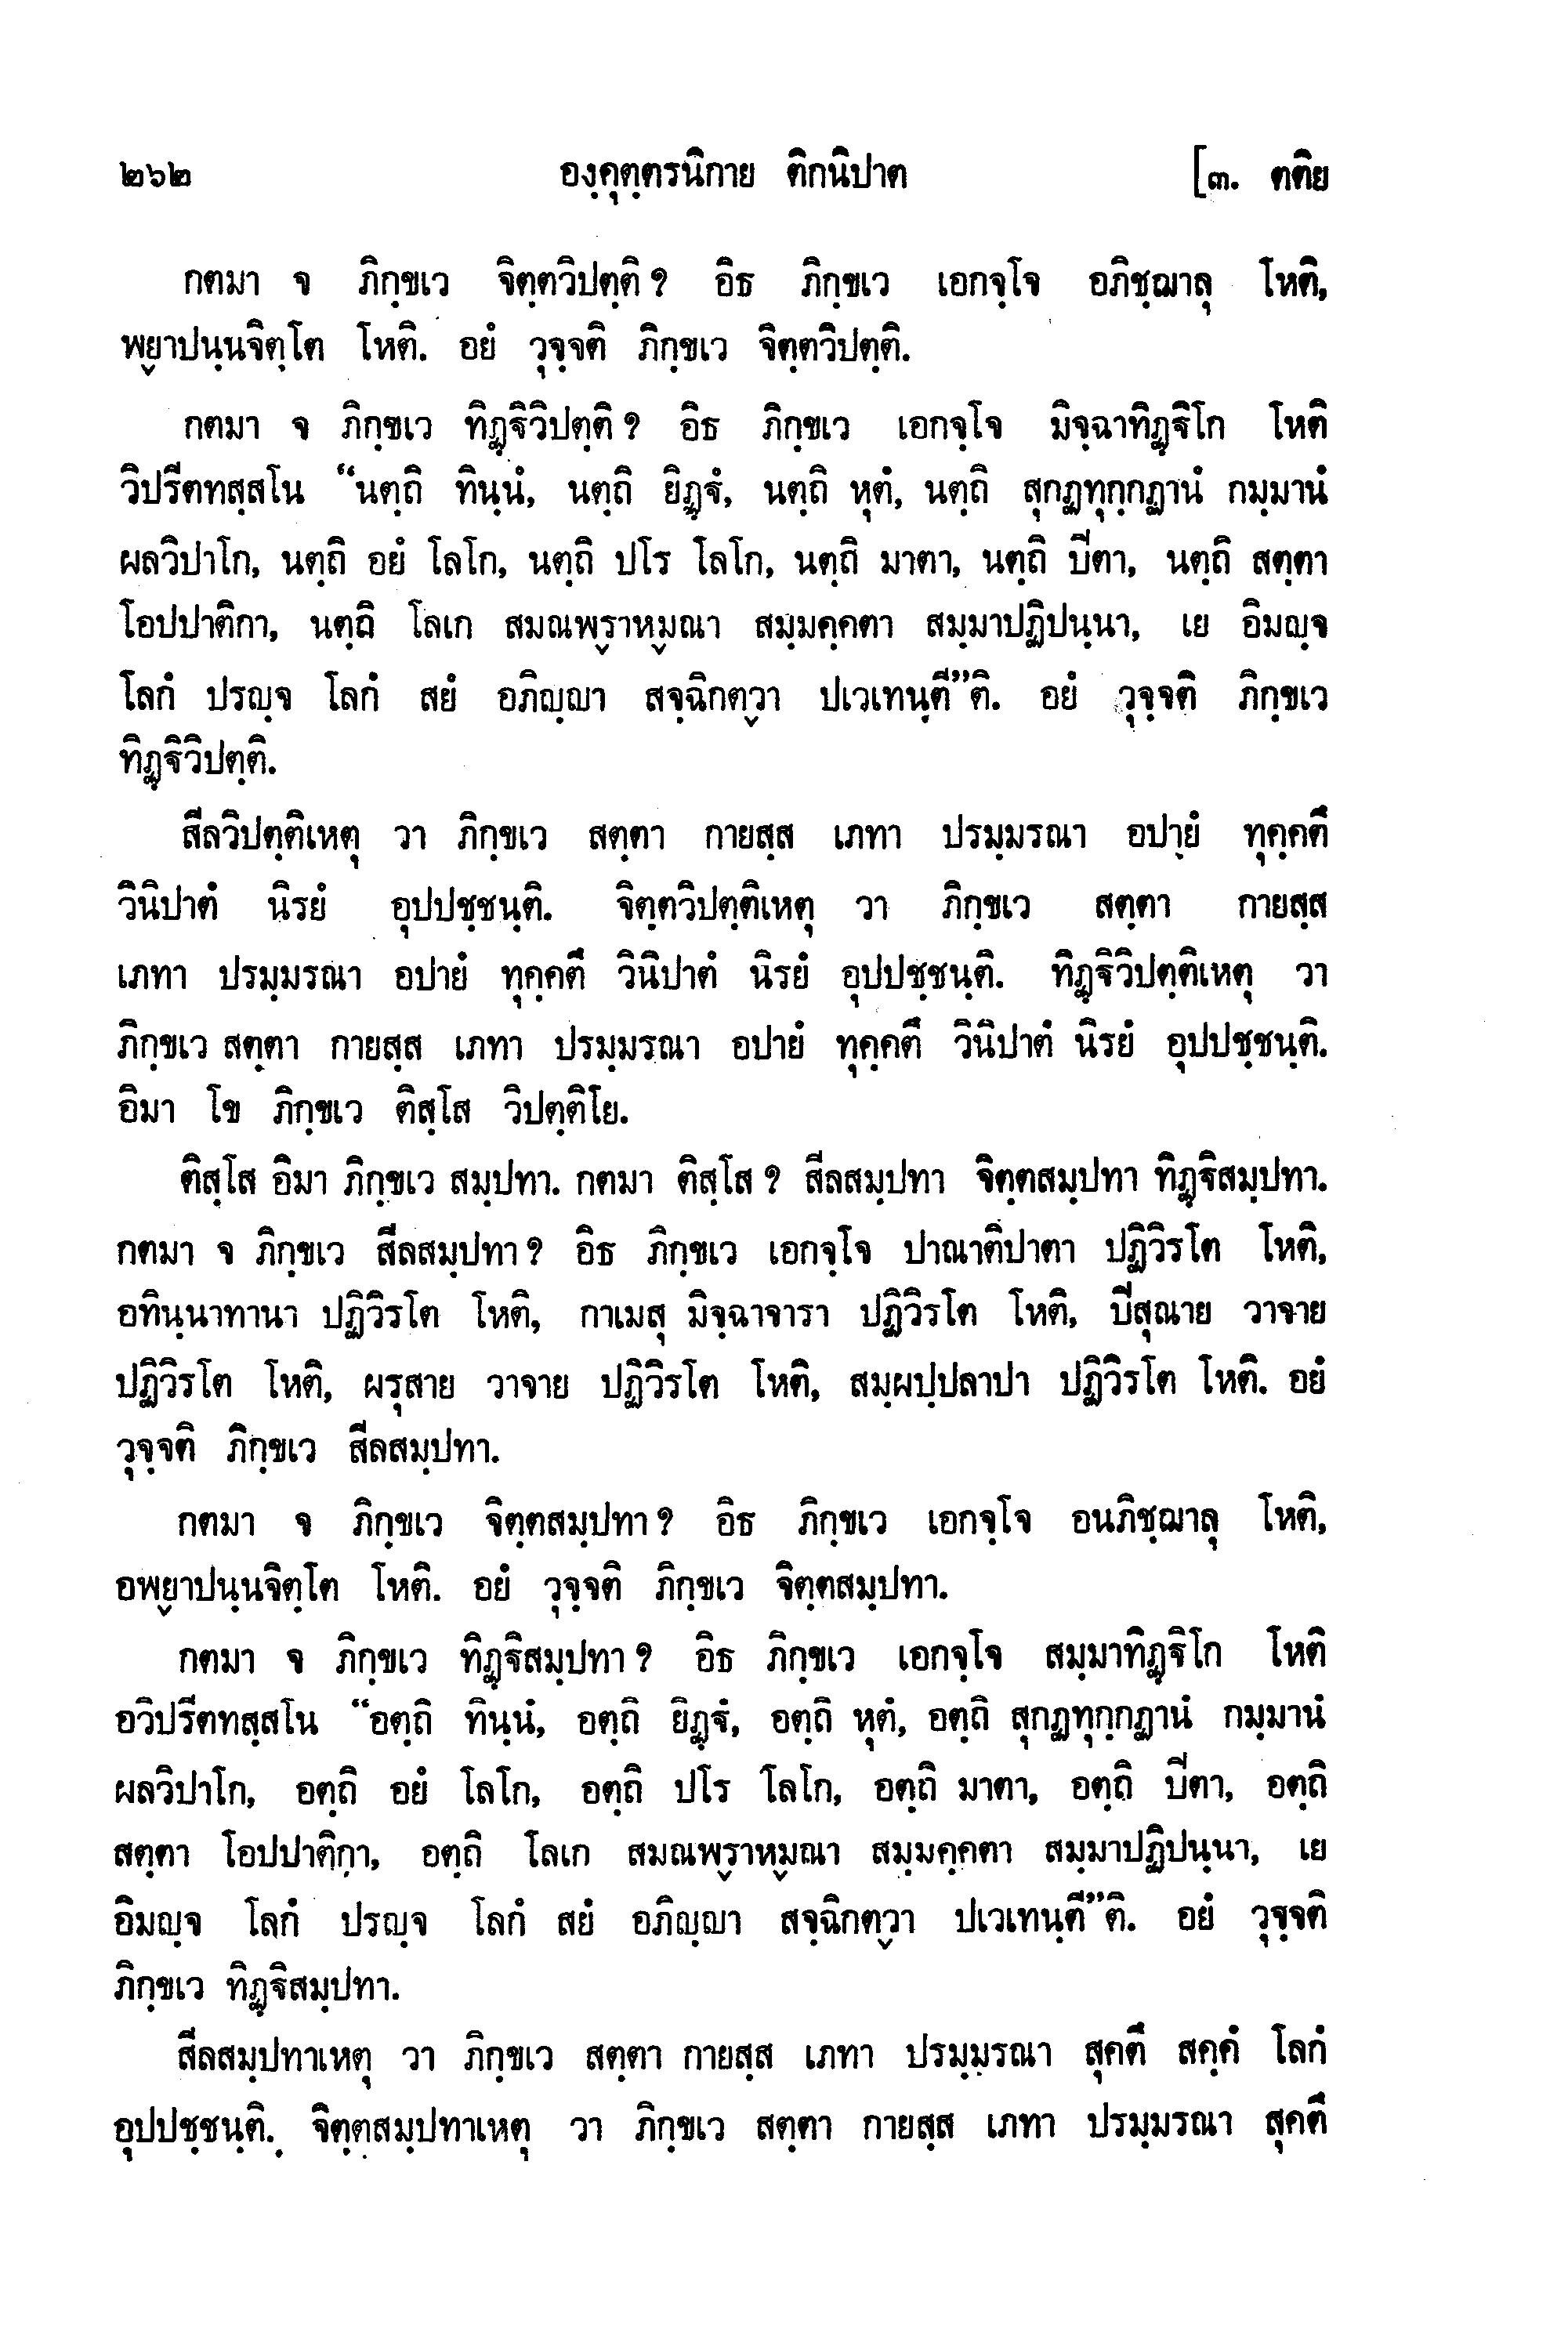 ๒๖๒ องฺคุตฺตรนิกาย ติกนิปาต [๓. ตติย
กตมา จ ภิกฺขเว จิตฺตวิปตฺติ ? อิธ ภิกฺขเว เอกจฺโจ อภิชฺฌาลุ โหติ,
พฺยาปนฺนจิตฺโต โหติ. อยํ วุจฺจติ ภิกฺขเว จิตฺตวิปตฺติ.
กตมา จ ภิกฺขเว ทิฏฺฐิวิปตฺติ ? อิธ ภิกฺขเว เอกจฺโจ มิจฺฉาทิฏฺฐิโก โหติ
วิปรีตทสฺสโน “นตฺถิ ทินฺนํ, นตฺถิ ยิฏฺฐํ, นตฺถิ หุตํ, นตฺถิ สุกฏทุกฺกฏานํ กมฺมานํ
ผลวิปาโก, นตฺถิ อยํ โลโก, นตฺถิ ปโร โลโก, นตฺถิ มาตา, นตฺถิ ปิตา, นตฺถิ สตฺตา
โอปปาติกา, นตฺถิ โลเก สมณพฺราหฺมณา สมฺมคฺคตา สมฺมาปฏิปนฺนา, เย อิมญฺจ
โลกํ ปรญฺจ โลกํ สยํ อภิญฺญา สจฺฉิกตฺวา ปเวเทนฺตี”ติ. อยํ วุจฺจติ ภิกฺขเว
ทิฏฺฐิวิปตฺติ.
สีลวิปตฺติเหตุ วา ภิกฺขเว สตฺตา กายสฺส เภทา ปรมฺมรณา อปายํ ทุคฺคตึ
วินิปาตํ นิรยํ อุปปชฺชนฺติ. จิตฺตวิปตฺติเหตุ วา ภิกฺขเว สตฺตา กายสฺส
เภทา ปรมฺมรณา อปายํ ทุคฺคตึ วินิปาตํ นิรยํ อุปปชฺชนฺติ. ทิฏฺฐิวิปตฺติเหตุ วา
ภิกฺขเว สตฺตา กายสฺส เภทา ปรมฺมรณา อปายํ ทุคฺคตึ วินิปาตํ นิรยํ อุปปชฺชนฺติ.
อิมา โข ภิกฺขเว ติสฺโส วิปตฺติโย.
ติสฺโส อิมา ภิกฺขเว สมฺปทา. กตมา ติสฺโส ? สีลสมฺปทา จิตฺตสมฺปทา ทิฏฺฐิสมฺปทา.
กตมา จ ภิกฺขเว สีลสมฺปทา ? อิธ ภิกฺขเว เอกจฺโจ ปาณาติปาตา ปฏิวิรโต โหติ,
อทินฺนาทานา ปฏิวิรโต โหติ, กาเมสุ มิจฺฉาจารา ปฏิวิรโต โหติ, ปิสุณาย วาจาย
ปฏิวิรโต โหติ, ผรุสาย วาจาย ปฏิวิรโต โหติ, สมฺผปฺปลาปา ปฏิวิรโต โหติ. อยํ
วุจฺจติ ภิกฺขเว สีลสมฺปทา.
กตมา จ ภิกฺขเว จิตฺตสมฺปทา ? อิธ ภิกฺขเว เอกจฺโจ อนภิชฺฌาลุ โหติ,
อพฺยาปนฺนจิตฺโต โหติ. อยํ วุจฺจติ ภิกฺขเว จิตฺตสมฺปทา.
กตมา จ ภิกฺขเว ทิฏฺฐิสมฺปทา ? อิธ ภิกฺขเว เอกจฺโจ สมฺมาทิฏฺฐิโก โหติ
อวิปรีตทสฺสโน “อตฺถิ ทินฺนํ, อตฺถิ ยิฏฺฐํ, อตฺถิ หุตํ, อตฺถิ สุกฏทุกฺกฏานํ กมฺมานํ
ผลวิปาโก, อตฺถิ อยํ โลโก, อตฺถิ ปโร โลโก, อตฺถิ มาตา, อตฺถิ ปิตา, อตฺถิ
สตฺตา โอปปาติกา, อตฺถิ โลเก สมณพฺราหฺมณา สมฺมคฺคตา สมฺมาปฏิปนฺนา, เย
อิมญฺจ โลกํ ปรญฺจ โลกํ สยํ อภิญฺญา สจฺฉิกตฺวา ปเวเทนฺตี”ติ. อยํ วุจฺจติ
ภิกฺขเว ทิฏฺฐิสมฺปทา.
สีลสมฺปทาเหตุ วา ภิกฺขเว สตฺตา กายสฺส เภทา ปรมฺมรณา สุคตึ สคฺคํ โลกํ
อุปปชฺชนฺติ. จิตฺตสมฺปทาเหตุ วา ภิกฺขเว สตฺตา กายสฺส เภทา ปรมฺมรณา สุคตึ